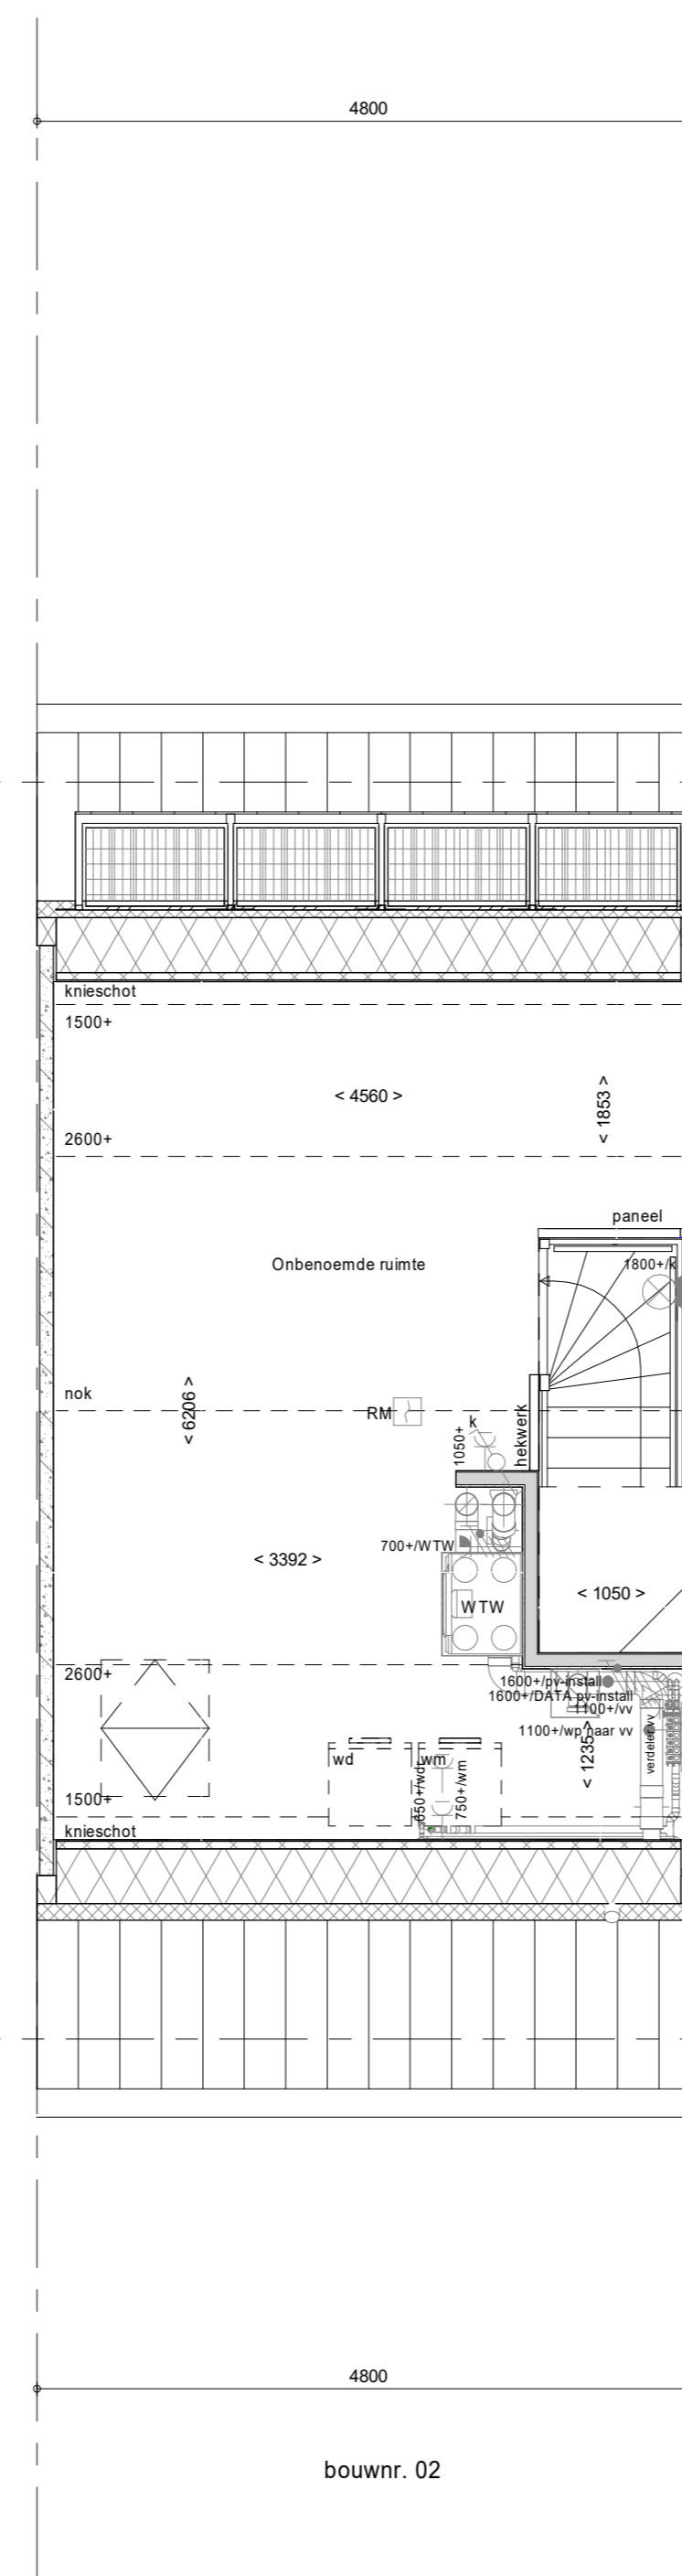 4800
knieschot
1500+
< 4560 >
< 1853 >
2600+
paneel
Onbenoemde ruimte
1800+/k
nok
< 6206 >
RM
k
1050+
hekwerk
700+/WTW
< 3392 >
WTW
< 1050 >
2600+
1600+/pv-install
1600+/DATA pv-install
1100+/vv
1100+/wp naar vv
< 1235 >
verdeler vv
wd
wm
650+/wdr
750+/wm
1500+
knieschot
4800
bouwnr. 02